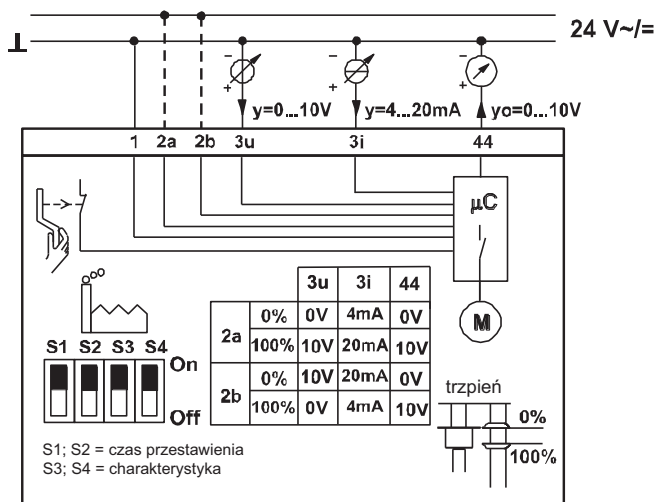 24 V~/=
⊥
− − −
+ + +
y=0...10V y=4...20mA yo=0...10V
1 2a 2b 3u 3i 44
µC
M
3u 3i 44
2a 0% 0V 4mA 0V
100% 10V 20mA 10V
2b 0% 10V 20mA 0V
100% 0V 4mA 10V
S1 S2 S3 S4
On
Off
trzpień
0%
100%
S1; S2 = czas przestawienia
S3; S4 = charakterystyka